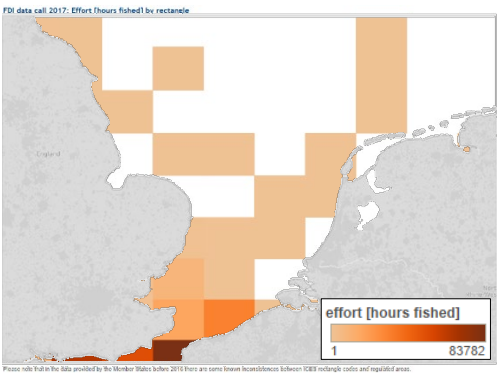 FDI data call 2017: Effort [hours fished] by rectangle
England
effort [hours fished]
1
83782
Please note that in the data provided by the Member States before 2016 there are some known inconsistences between ICES rectangle codes and regulated areas.